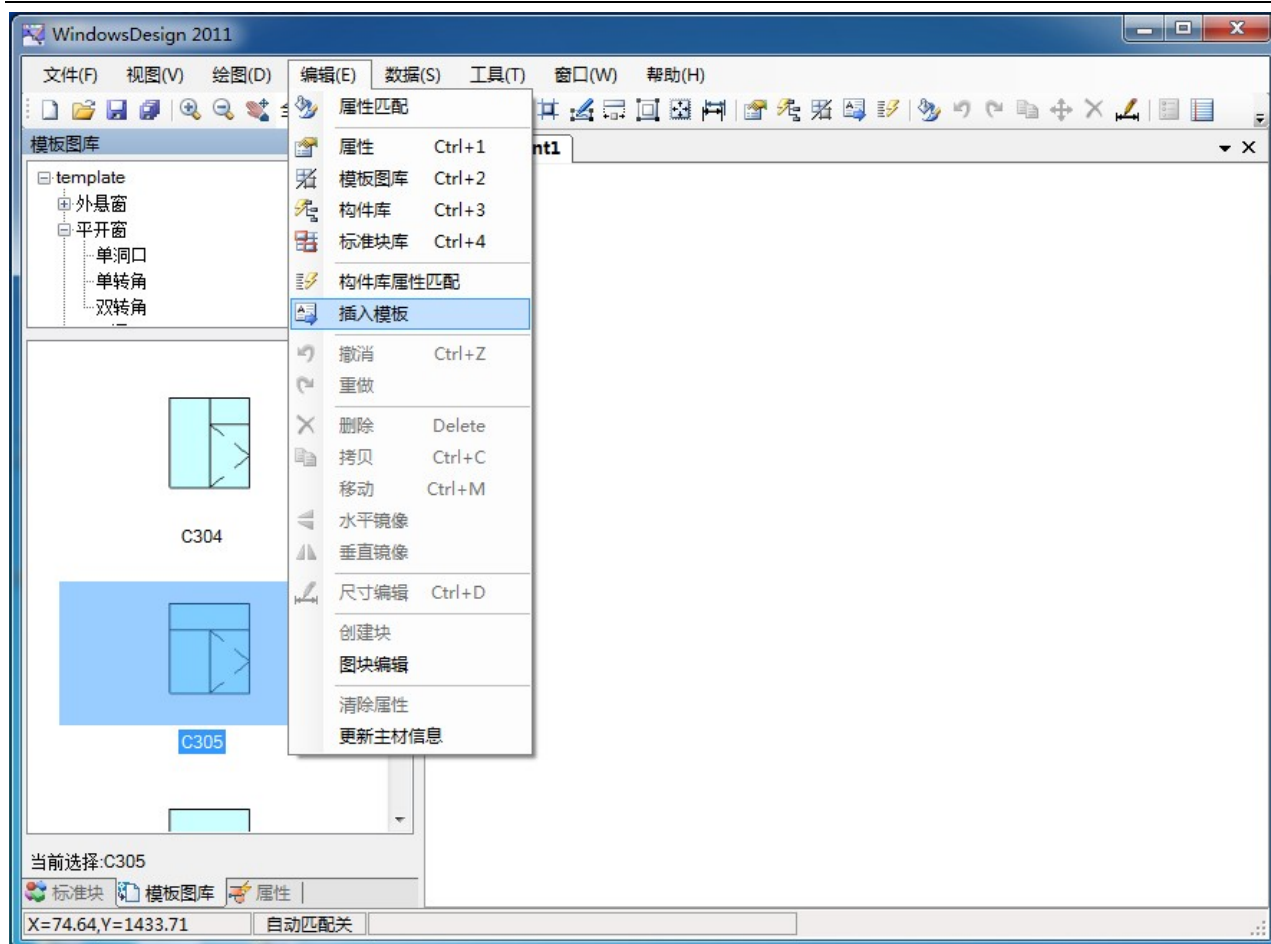 WindowsDesign 2011
文件(F) 视图(V) 绘图(D) 编辑(E) 数据(S) 工具(T) 窗口(W) 帮助(H)
模板图库
nt1
template
外悬窗
平开窗
单洞口
单转角
双转角
属性匹配
属性 Ctrl+1
模板图库 Ctrl+2
构件库 Ctrl+3
标准块库 Ctrl+4
构件库属性匹配
插入模板
撤消 Ctrl+Z
重做
删除 Delete
拷贝 Ctrl+C
移动 Ctrl+M
水平镜像
垂直镜像
尺寸编辑 Ctrl+D
创建块
图块编辑
清除属性
更新主材信息
C304
C305
当前选择:C305
标准块 模板图库 属性
X=74.64,Y=1433.71 自动匹配关